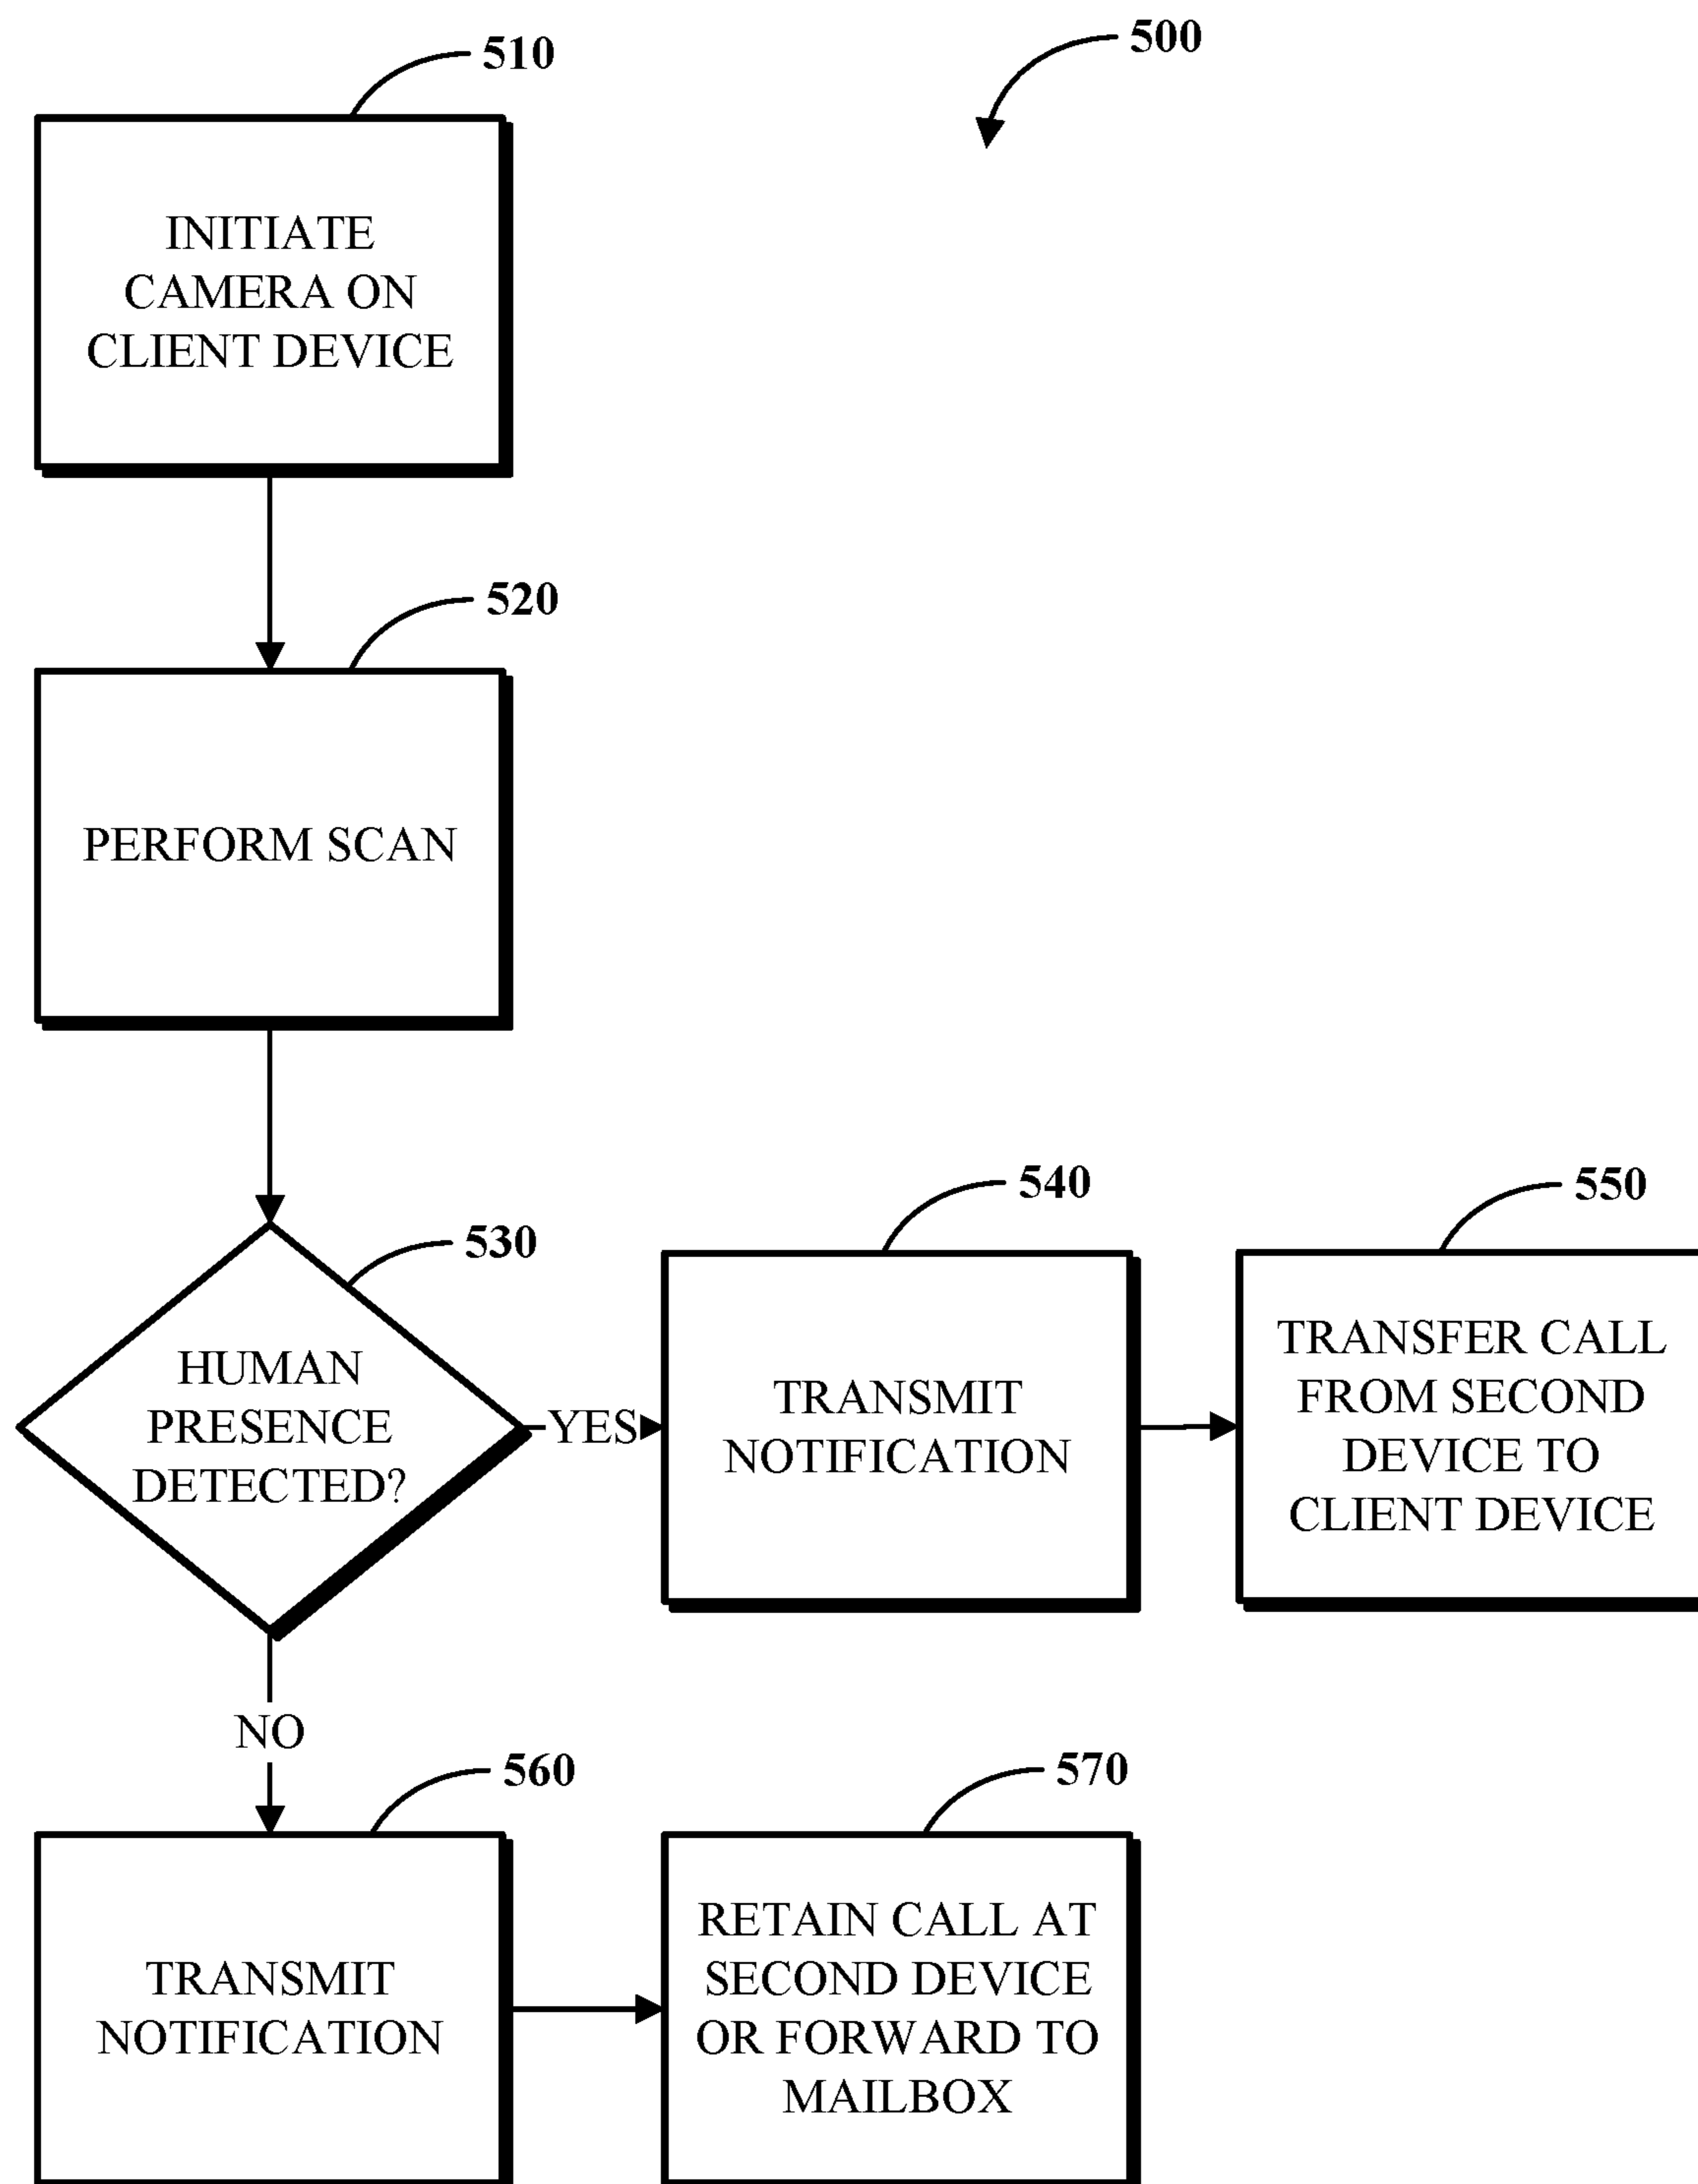 510
500
INITIATE
CAMERA ON
CLIENT DEVICE
520
PERFORM SCAN
530
HUMAN
PRESENCE
DETECTED?
YES
540
TRANSMIT
NOTIFICATION
550
TRANSFER CALL
FROM SECOND
DEVICE TO
CLIENT DEVICE
NO
560
TRANSMIT
NOTIFICATION
570
RETAIN CALL AT
SECOND DEVICE
OR FORWARD TO
MAILBOX